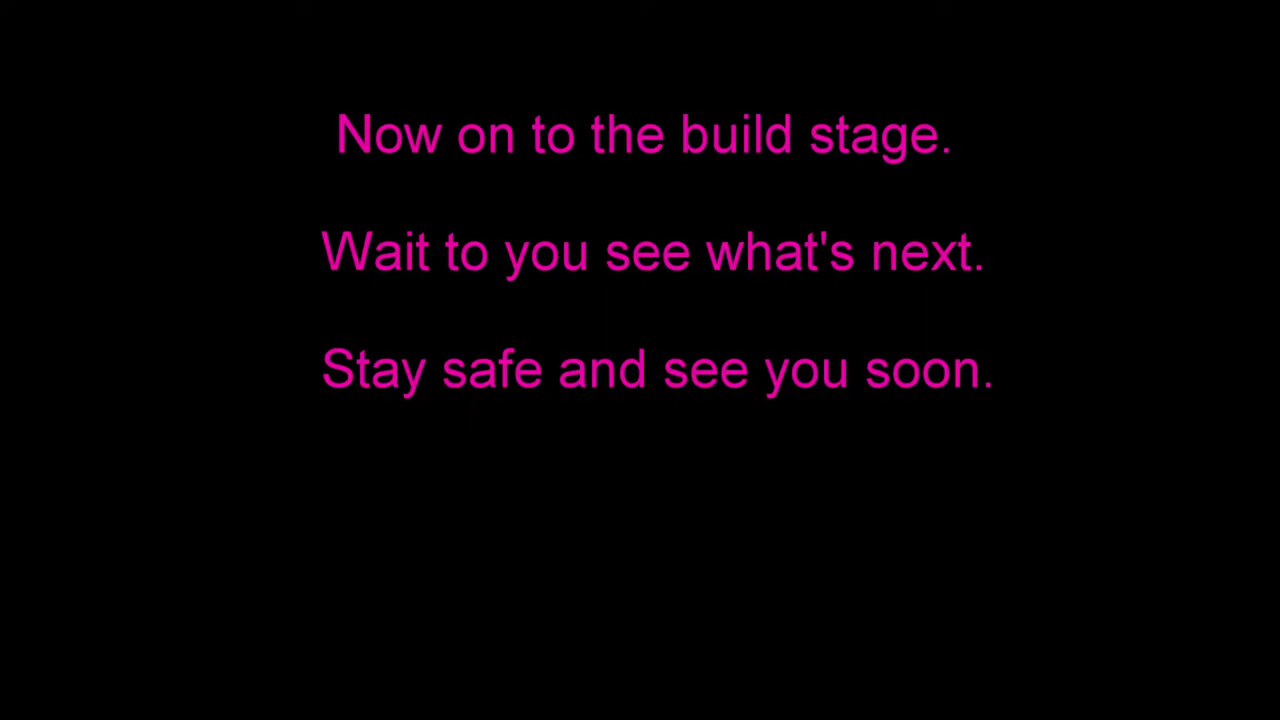 Now on to the build stage.
Wait to you see what's next.
Stay safe and see you soon.